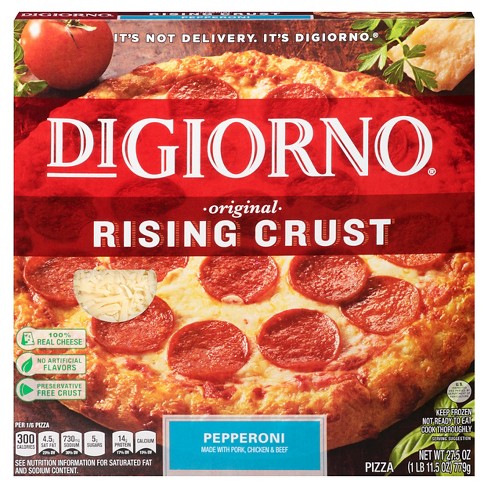 RISING CRUST
PEPPERONI
IT'S NOT DELIVERY. IT'S DIGIORNO.®
DIGIORNO®
·original·
RISING CRUST
100%
REAL CHEESE
NO ARTIFICIAL
FLAVORS
PRESERVATIVE
FREE CRUST
PER 1/6 PIZZA
300
CALORIES
4.5g
SAT FAT
23% DV
730mg
SODIUM
5g
SUGARS
14g
PROTEIN
CALCIUM
SEE NUTRITION INFORMATION FOR SATURATED FAT
AND SODIUM CONTENT.
PEPPERONI
MADE WITH PORK, CHICKEN & BEEF
KEEP FROZEN
NOT READY TO EAT
COOK THOROUGHLY
SERVING SUGGESTION
NET WT 27.5 OZ
PIZZA (1 LB 11.5 OZ) 779g